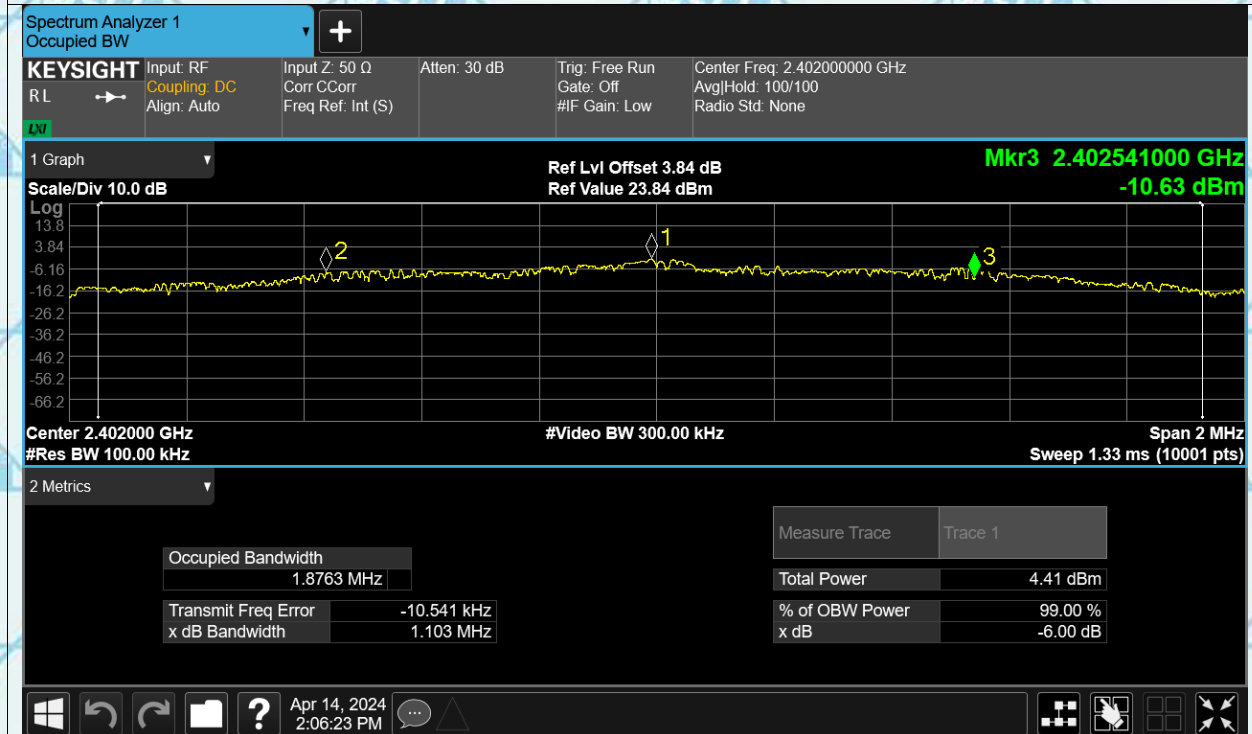 Spectrum Analyzer 1
Occupied BW
KEYSIGHT
R L
LXI
Input: RF
Coupling: DC
Align: Auto
Input Z: 50 Ω
Corr CCorr
Freq Ref: Int (S)
Atten: 30 dB
Trig: Free Run
Gate: Off
#IF Gain: Low
Center Freq: 2.402000000 GHz
Avg|Hold: 100/100
Radio Std: None
1 Graph
Scale/Div 10.0 dB
Ref Lvl Offset 3.84 dB
Ref Value 23.84 dBm
Mkr3 2.402541000 GHz
-10.63 dBm
Log
13.8
3.84
-6.16
-16.2
-26.2
-36.2
-46.2
-56.2
-66.2
2
1
3
Center 2.402000 GHz
#Video BW 300.00 kHz
Span 2 MHz
#Res BW 100.00 kHz
Sweep 1.33 ms (10001 pts)
2 Metrics
Occupied Bandwidth
1.8763 MHz
Transmit Freq Error -10.541 kHz
x dB Bandwidth 1.103 MHz
Measure Trace Trace 1
Total Power 4.41 dBm
% of OBW Power 99.00 %
x dB -6.00 dB
?
Apr 14, 2024
2:06:23 PM